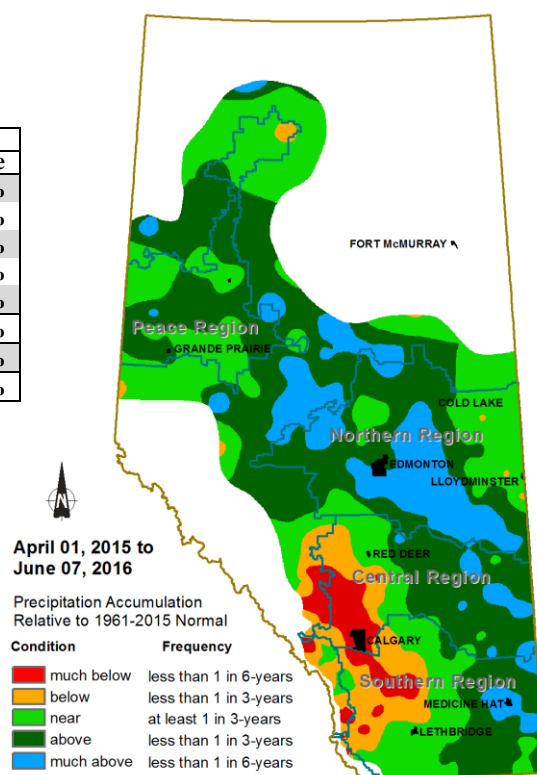 FORT McMURRAY
Peace Region
GRANDE PRAIRIE
COLD LAKE
Northern Region
EDMONTON
LLOYDMINSTER
N
April 01, 2015 to
June 07, 2016
RED DEER
Central Region
Precipitation Accumulation
Relative to 1961-2015 Normal
CALGARY
Condition Frequency
much below less than 1 in 6-years
below less than 1 in 3-years
near at least 1 in 3-years
above less than 1 in 3-years
much above less than 1 in 6-years
Southern Region
MEDICINE HAT
LETHBRIDGE